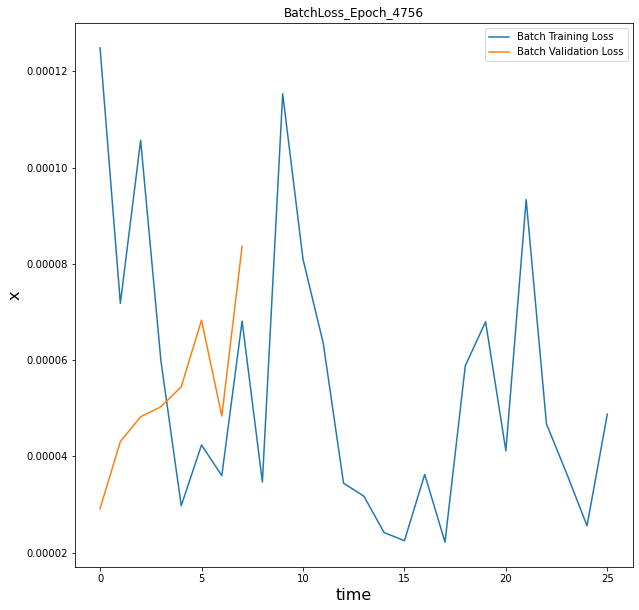 BatchLoss_Epoch_4756
Batch Training Loss
Batch Validation Loss
0.00012
0.00010
0.00008
0.00006
0.00004
0.00002
x
0 5 10 15 20 25
time